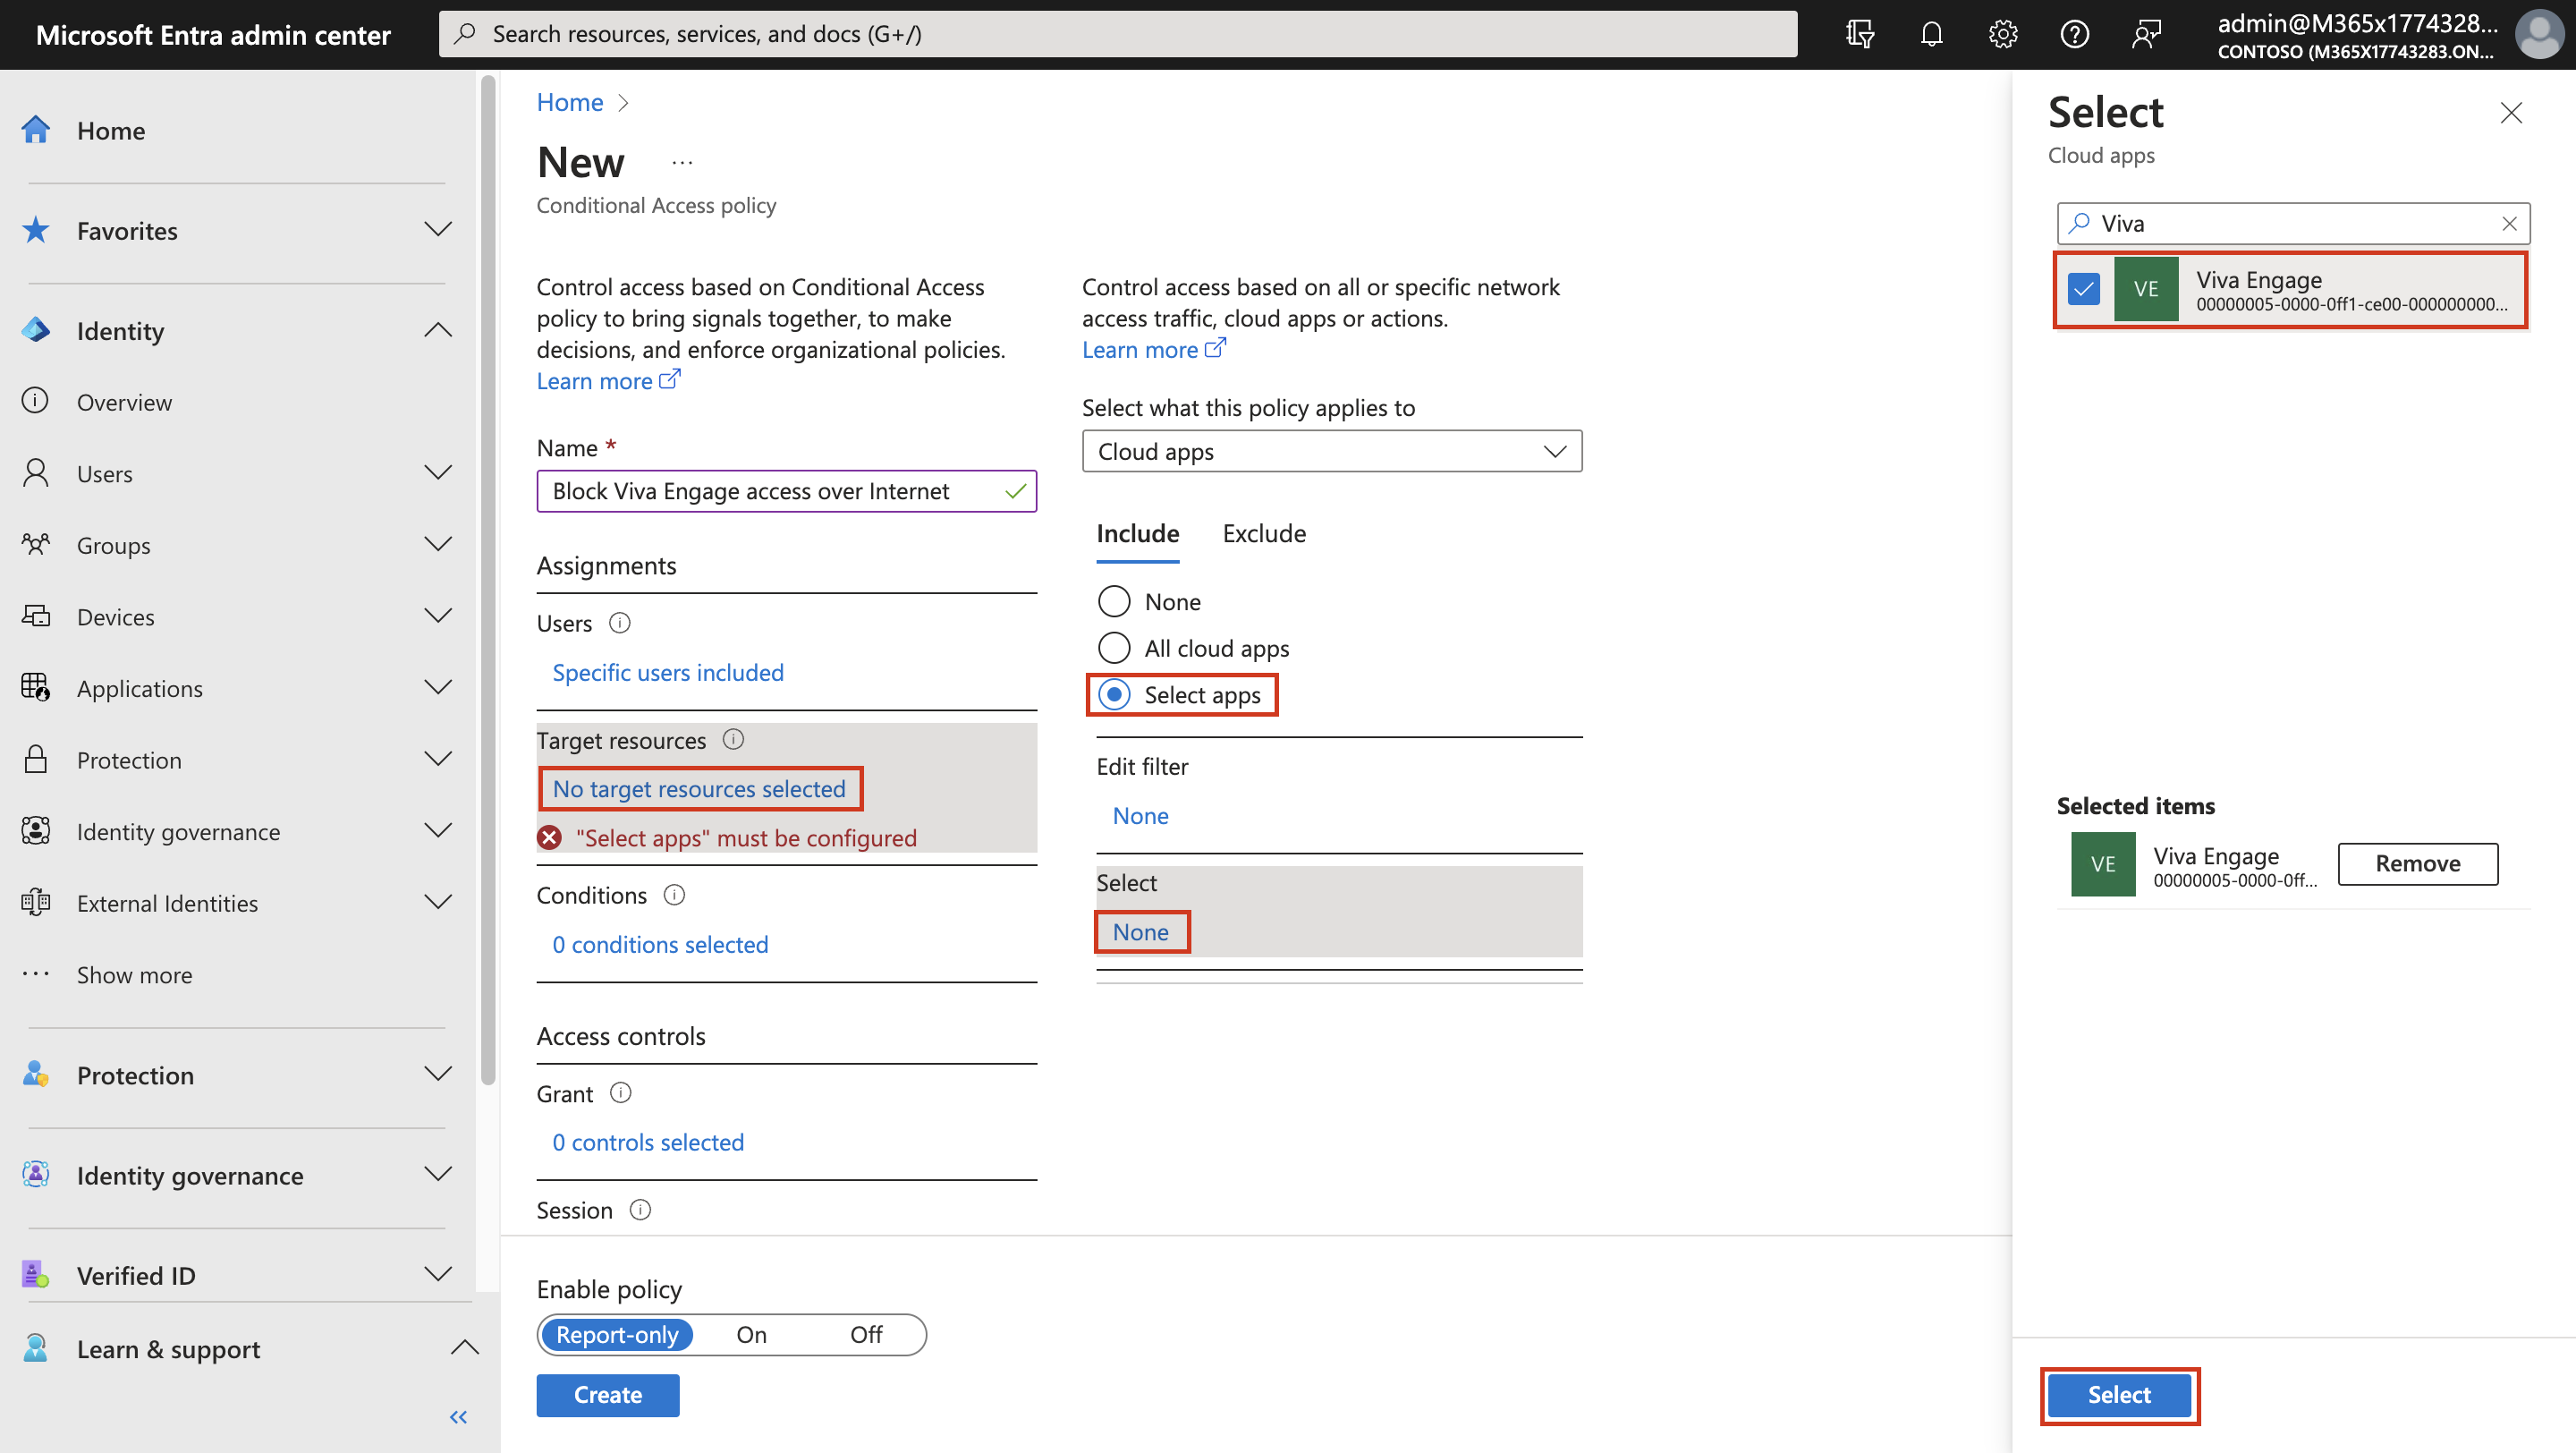 Microsoft Entra admin center
Search resources, services, and docs (G+/)
admin@M365x1774328...
CONTOSO (M365X17743283.ON...
Home
Favorites
Identity
Overview
Users
Groups
Devices
Applications
Protection
Identity governance
External Identities
Show more
Protection
Identity governance
Verified ID
Learn & support
Home
New
...
Conditional Access policy
Control access based on Conditional Access
policy to bring signals together, to make
decisions, and enforce organizational policies.
Learn more
Name *
Block Viva Engage access over Internet
Assignments
Users
Specific users included
Target resources
No target resources selected
"Select apps" must be configured
Conditions
0 conditions selected
Access controls
Grant
0 controls selected
Session
Enable policy
Report-only On Off
Create
Control access based on all or specific network
access traffic, cloud apps or actions.
Learn more
Select what this policy applies to
Cloud apps
Include Exclude
None
All cloud apps
Select apps
Edit filter
None
Select
None
Select
Cloud apps
Viva
VE
Viva Engage
00000005-0000-0ff1-ce00-000000000...
Selected items
VE
Viva Engage
00000005-0000-0ff...
Remove
Select